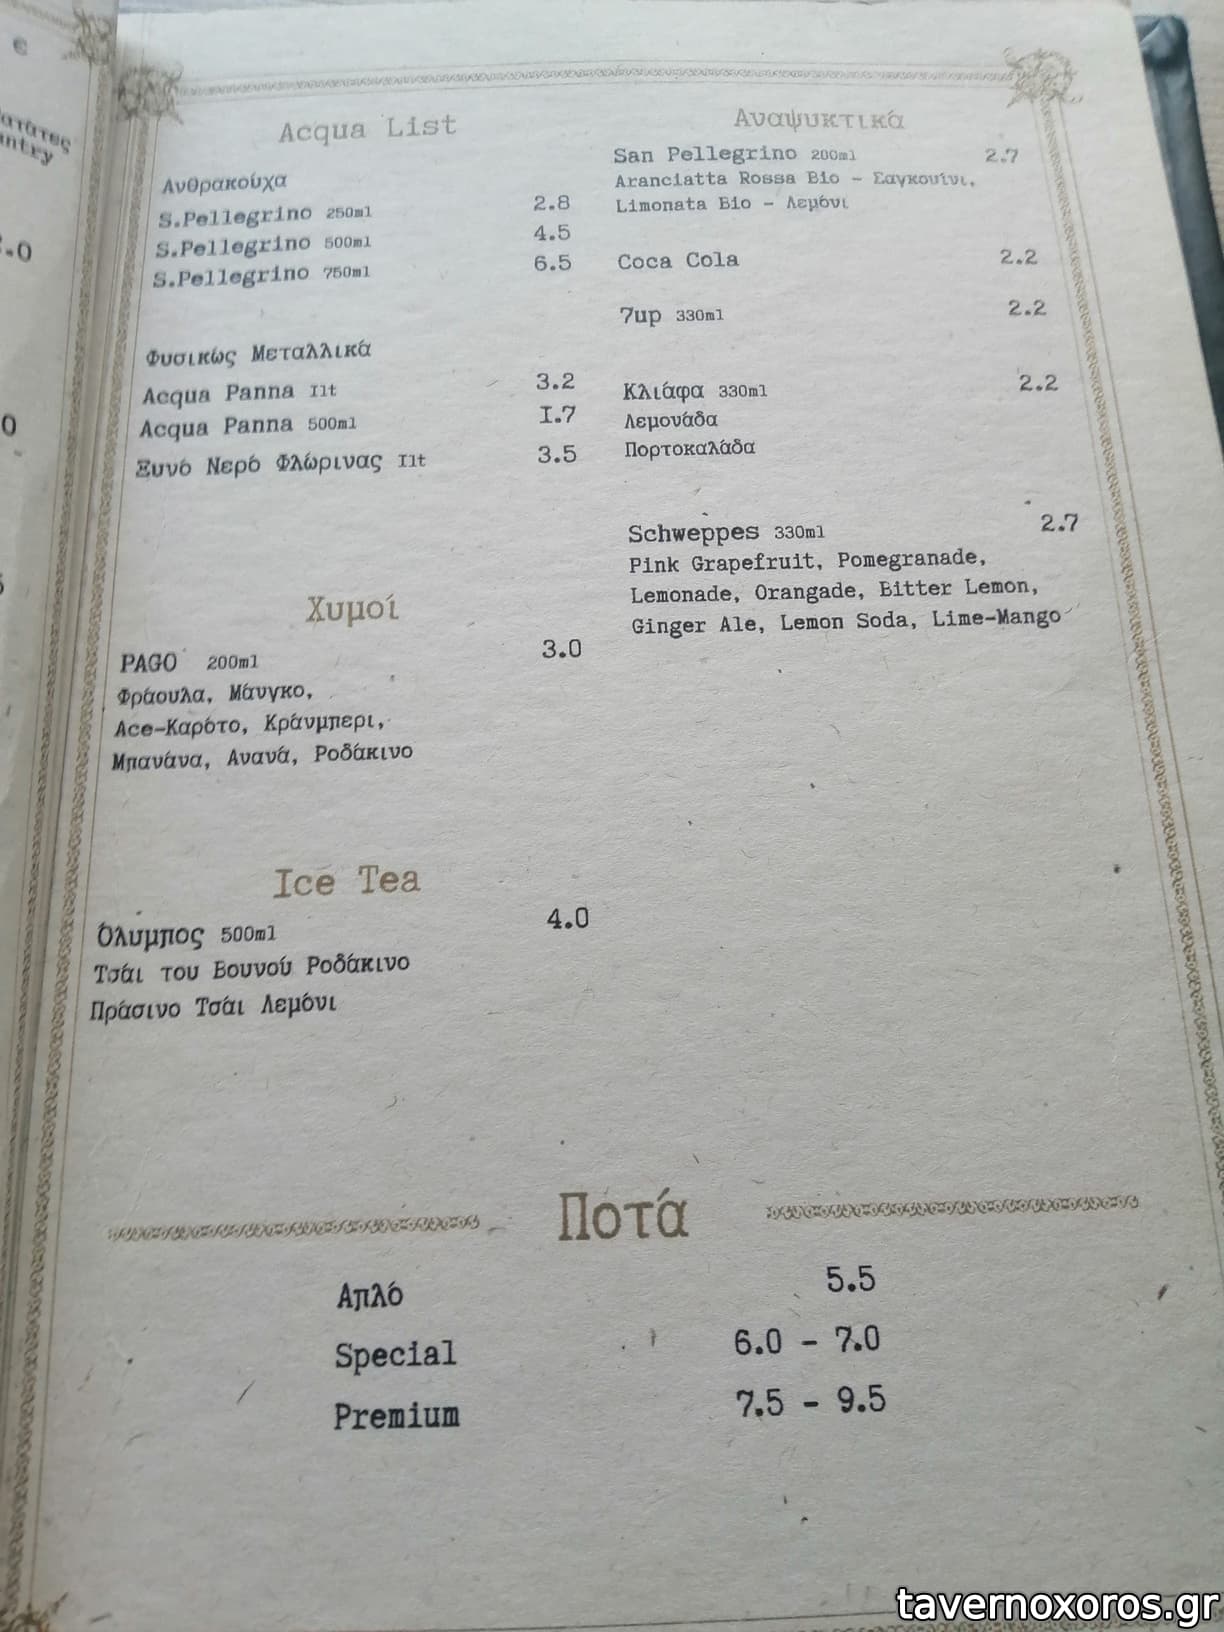 €
ντry
.0
0
Acqua List
Ανθρακούχα
S.Pellegrino 250ml 2.8
S.Pellegrino 500ml 4.5
S.Pellegrino 750ml 6.5
Φυσικώς Μεταλλικά
Acqua Panna Ilt 3.2
Acqua Panna 500ml I.7
Ξυνό Νερό Φλώρινας Ilt 3.5
Χυμοί
PAGO 200ml 3.0
Φράουλα, Μάνγκο,
Ace-Καρότο, Κράνμπερι,
Μπανάνα, Ανανά, Ροδάκινο
Ice Tea
Όλυμπος 500ml 4.0
Τσάι του Βουνού Ροδάκινο
Πράσινο Τσάι Λεμόνι
Αναψυκτικά
San Pellegrino 200ml 2.7
Aranciatta Rossa Bio - Σαγκουίνι,
Limonata Bio - Λεμόνι
Coca Cola 2.2
7up 330ml 2.2
Κλιάφα 330ml 2.2
Λεμονάδα
Πορτοκαλάδα
Schweppes 330ml 2.7
Pink Grapefruit, Pomegranade,
Lemonade, Orangade, Bitter Lemon,
Ginger Ale, Lemon Soda, Lime-Mango
Ποτά
Απλό 5.5
Special 6.0 - 7.0
Premium 7.5 - 9.5
tavernoxoros.gr